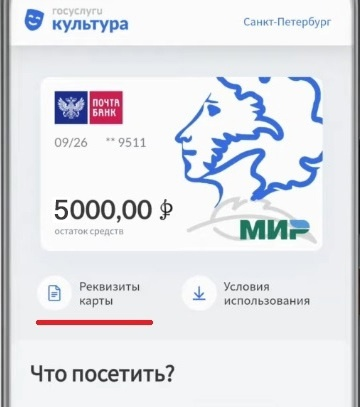 госуслуги
культура
Санкт-Петербург
ПОЧТА
БАНК
09/26 ** 9511
5000,00 ₽
остаток средств
МИР
Реквизиты
карты
Условия
использования
Что посетить?